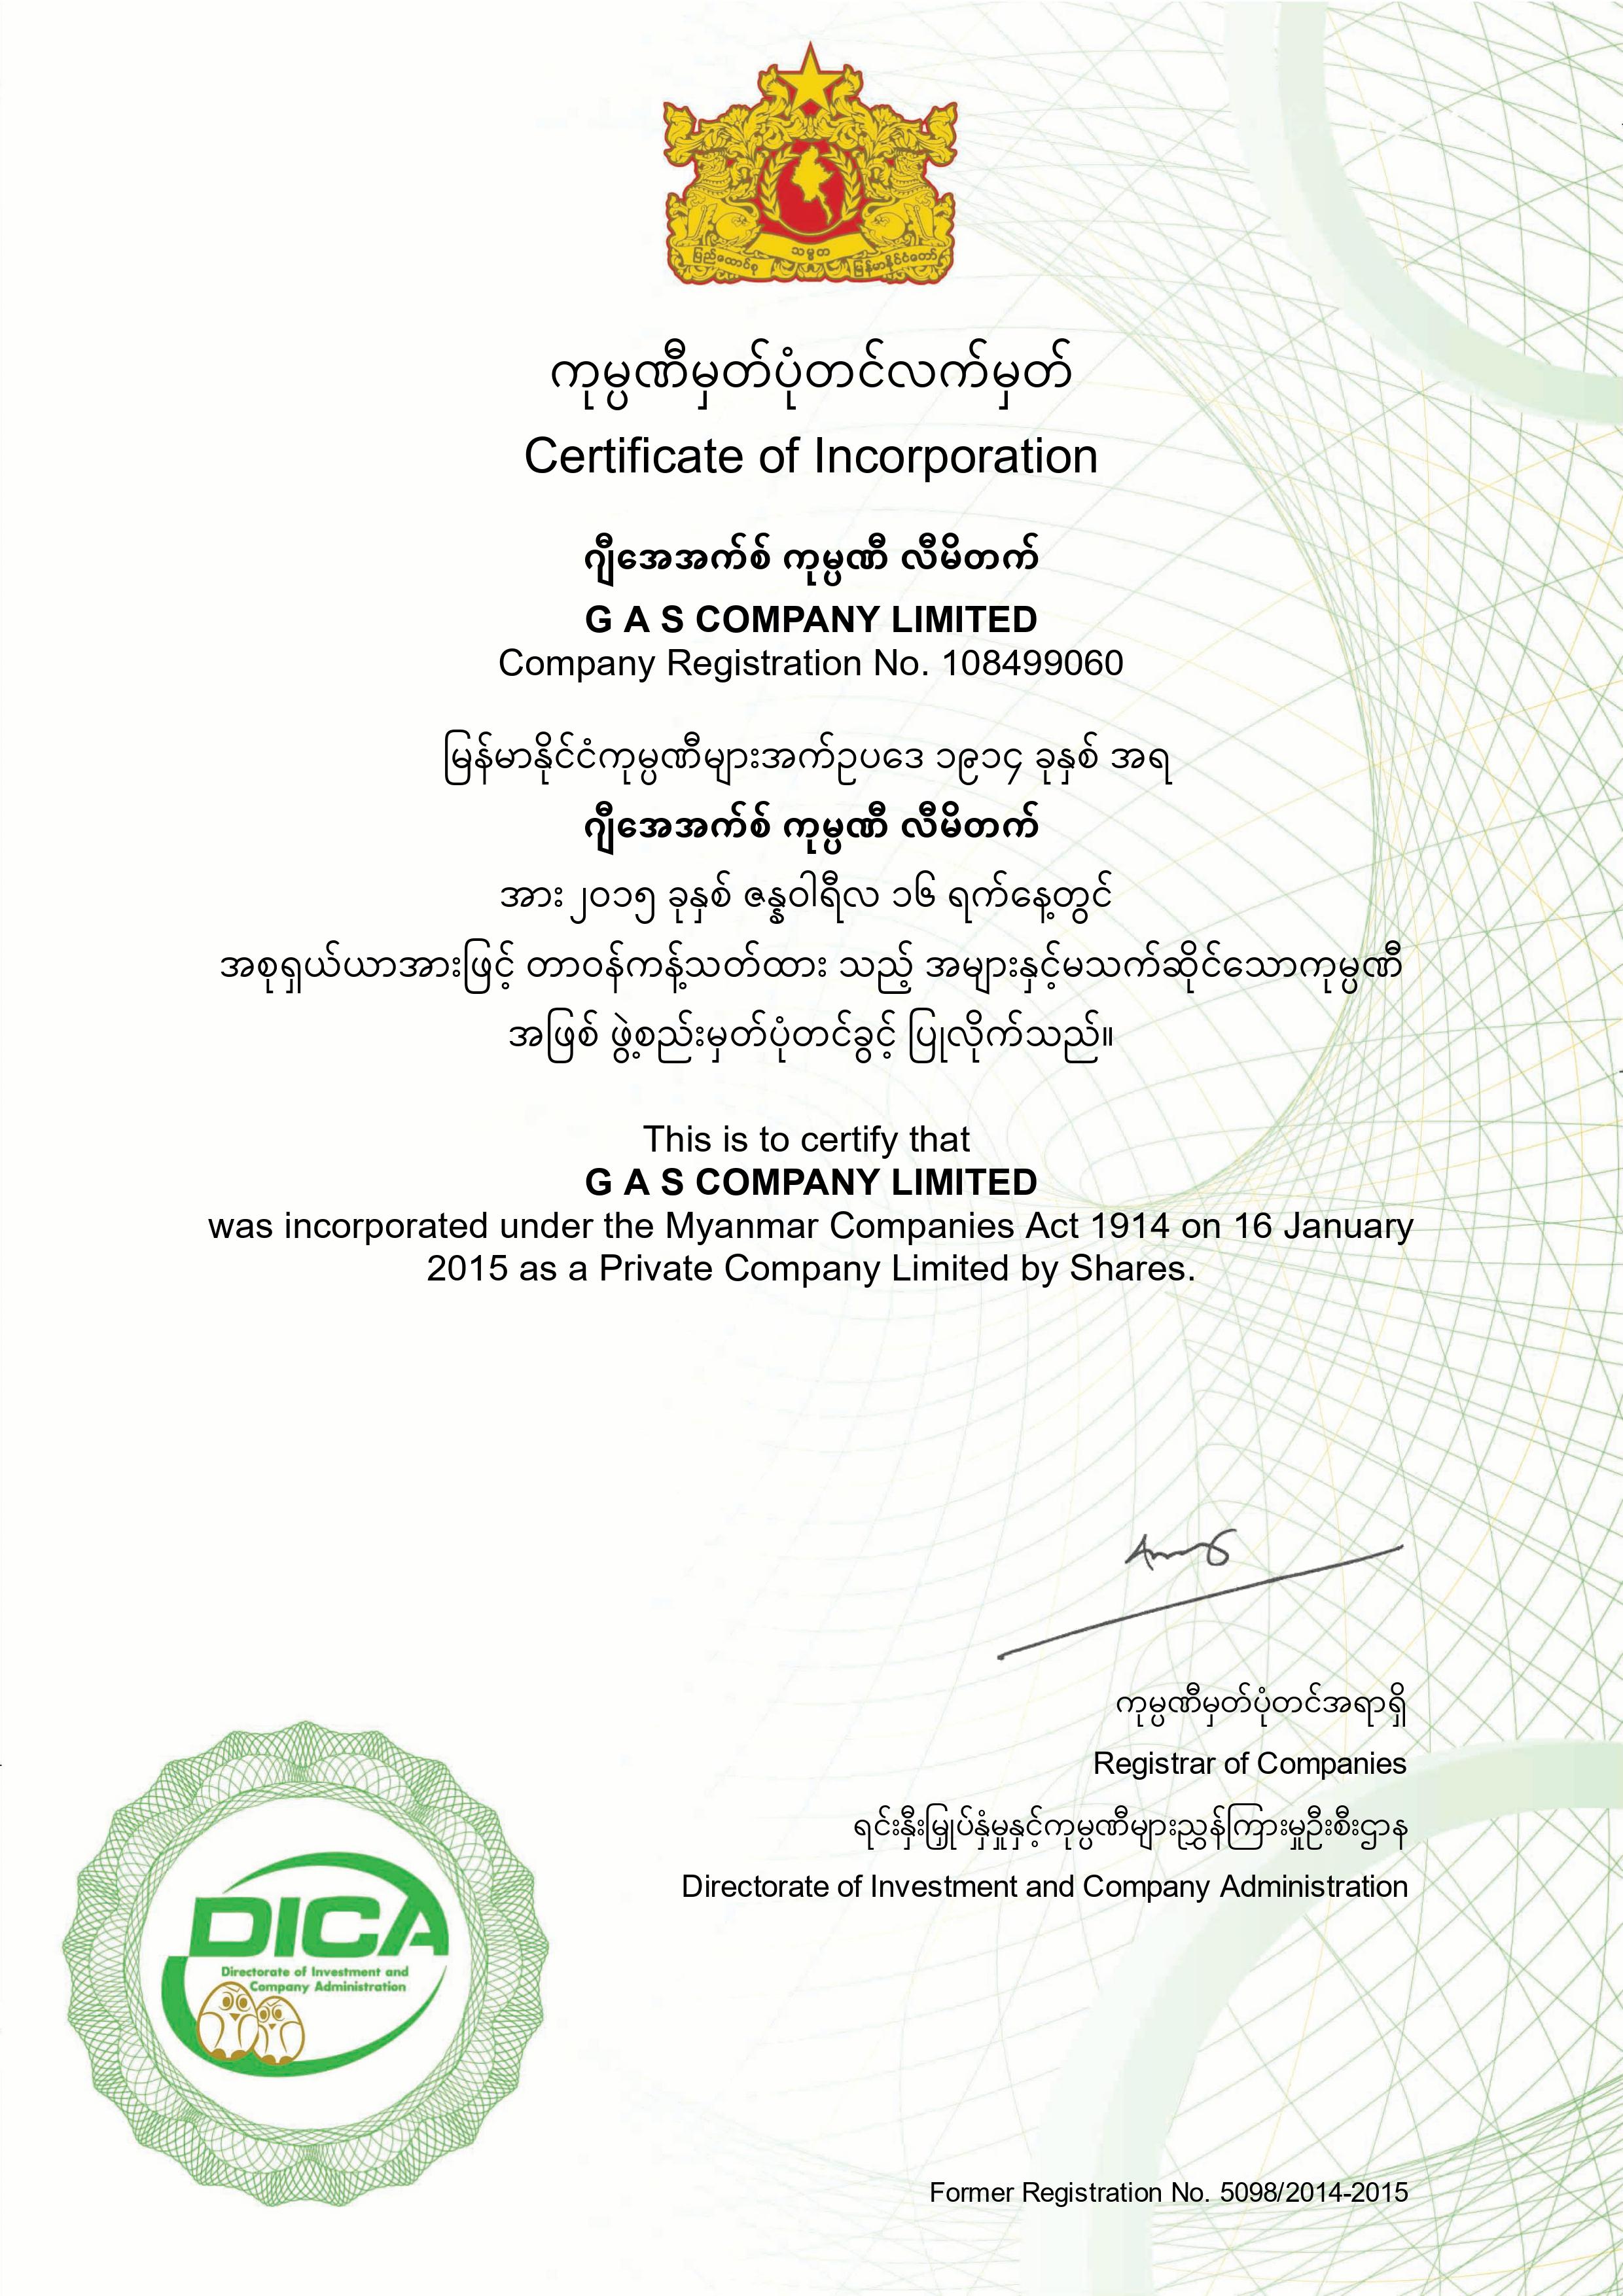 ပြည်ထောင်စု သမ္မတ မြန်မာနိုင်ငံတော်
ကုမ္ပဏီမှတ်ပုံတင်လက်မှတ်
Certificate of Incorporation
ဂျီအေအက်စ် ကုမ္ပဏီ လီမိတက်
G A S COMPANY LIMITED
Company Registration No. 108499060
မြန်မာနိုင်ငံကုမ္ပဏီများအက်ဥပဒေ ၁၉၁၄ ခုနှစ် အရ
ဂျီအေအက်စ် ကုမ္ပဏီ လီမိတက်
အား ၂၀၁၅ ခုနှစ် ဇန္နဝါရီလ ၁၆ ရက်နေ့တွင်
အစုရှယ်ယာအားဖြင့် တာဝန်ကန့်သတ်ထား သည့် အများနှင့်မသက်ဆိုင်သောကုမ္ပဏီ
အဖြစ် ဖွဲ့စည်းမှတ်ပုံတင်ခွင့် ပြုလိုက်သည်။
This is to certify that
G A S COMPANY LIMITED
was incorporated under the Myanmar Companies Act 1914 on 16 January
2015 as a Private Company Limited by Shares.
ကုမ္ပဏီမှတ်ပုံတင်အရာရှိ
Registrar of Companies
ရင်းနှီးမြှုပ်နှံမှုနှင့်ကုမ္ပဏီများညွှန်ကြားမှုဦးစီးဌာန
Directorate of Investment and Company Administration
DICA
Directorate of Investment and
Company Administration
Former Registration No. 5098/2014-2015